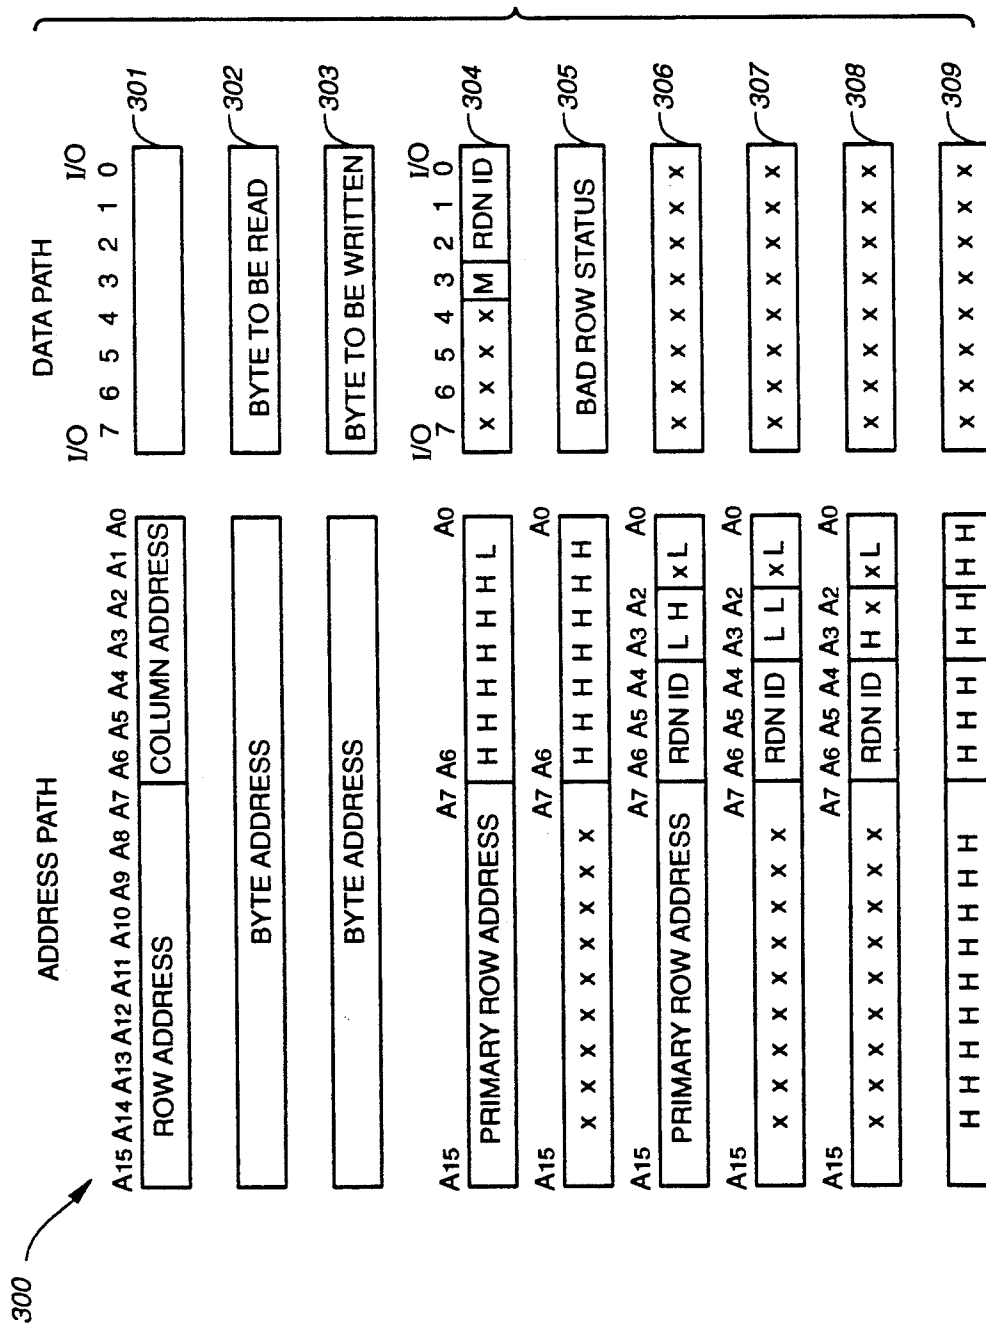 300
ADDRESS PATH DATA PATH
I/O I/O
A15 A14 A13 A12 A11 A10 A9 A8 A7 A6 A5 A4 A3 A2 A1 A0 7 6 5 4 3 2 1 0
ROW ADDRESS COLUMN ADDRESS 301
BYTE ADDRESS BYTE TO BE READ 302
BYTE ADDRESS BYTE TO BE WRITTEN 303
I/O I/O
A15 A7 A6 A0 7 6 5 4 3 2 1 0
PRIMARY ROW ADDRESS H H H H H L x x x x M RDN ID 304
A15 A7 A6 A0
x x x x x x x H H H H H H BAD ROW STATUS 305
A15 A7 A6 A5 A4 A3 A2 A0
PRIMARY ROW ADDRESS RDN ID L H x L x x x x x x x x 306
A15 A7 A6 A5 A4 A3 A2 A0
x x x x x x x RDN ID L L x L x x x x x x x x 307
A15 A7 A6 A5 A4 A3 A2 A0
x x x x x x x RDN ID H x x L x x x x x x x x 308
H H H H H H H H H H H H H H H x x x x x x x x 309